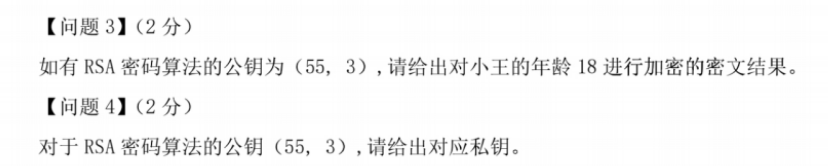 【问题 3】(2 分)
如有 RSA 密码算法的公钥为（55，3）,请给出对小王的年龄 18 进行加密的密文结果。
【问题 4】(2 分)
对于 RSA 密码算法的公钥（55，3）,请给出对应私钥。